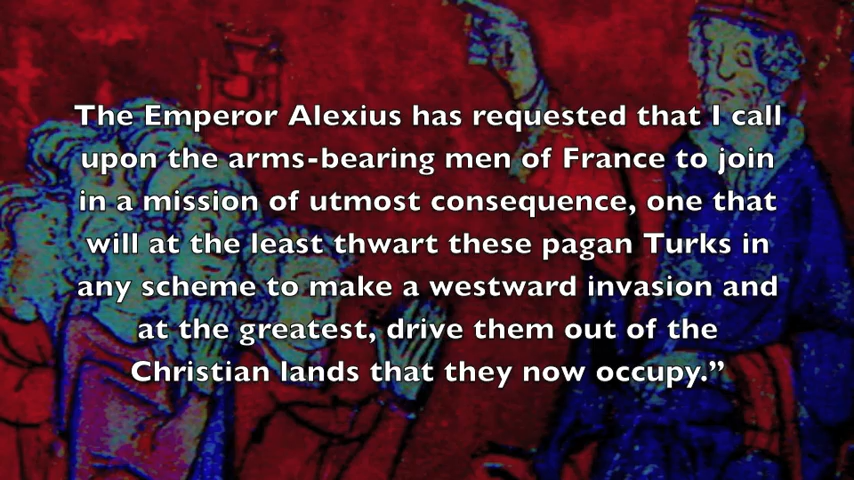 The Emperor Alexius has requested that I call
upon the arms-bearing men of France to join
in a mission of utmost consequence, one that
will at the least thwart these pagan Turks in
any scheme to make a westward invasion and
at the greatest, drive them out of the
Christian lands that they now occupy.”